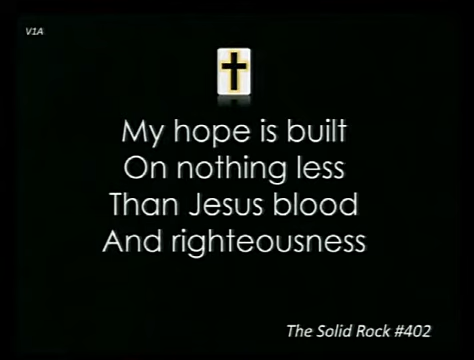 V1A
My hope is built
On nothing less
Than Jesus blood
And righteousness
The Solid Rock #402